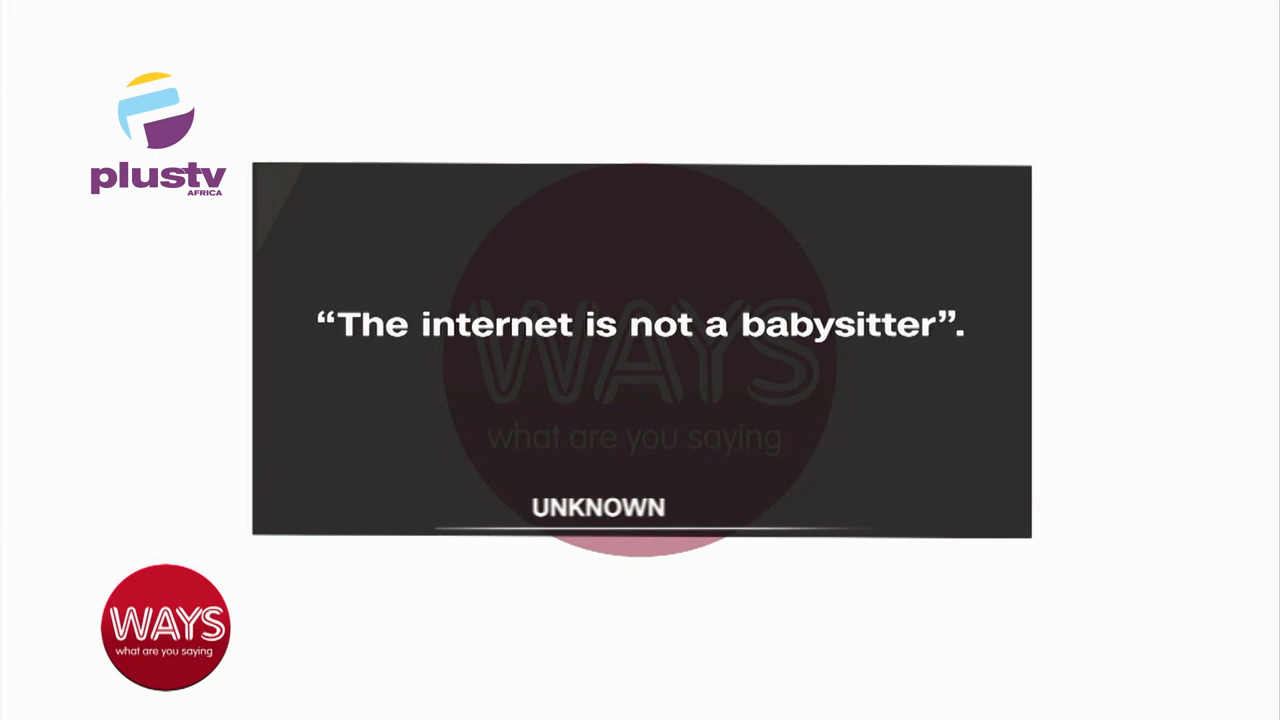 plustv
AFRICA
“The internet is not a babysitter”.
WAYS
what are you saying
UNKNOWN
WAYS
what are you saying